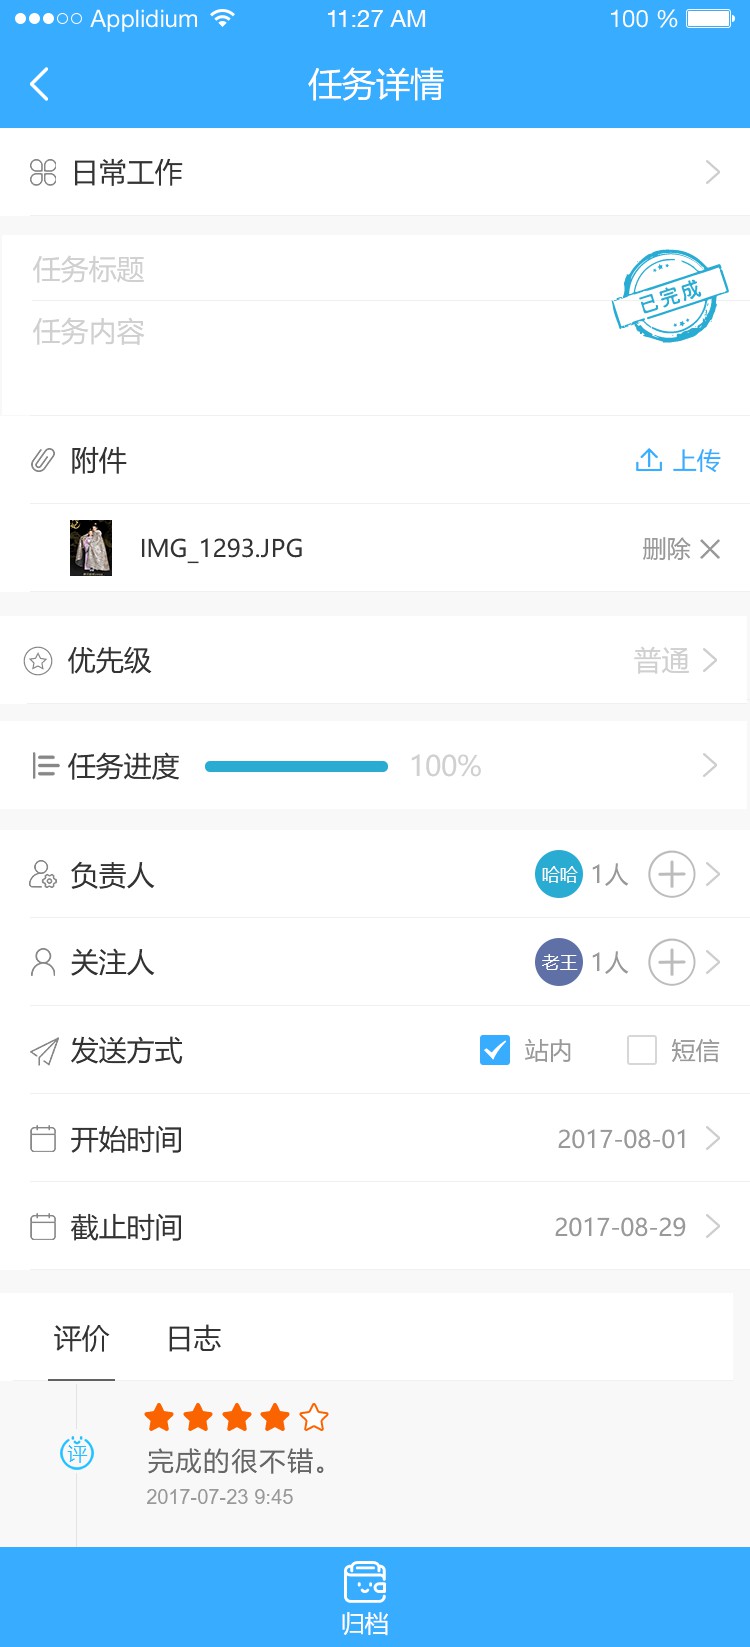 Applidium 11:27 AM 100 %
任务详情
日常工作
任务标题
已完成
任务内容
附件 上传
IMG_1293.JPG 删除
优先级 普通
任务进度 100%
负责人 哈哈 1人
关注人 老王 1人
发送方式 站内 短信
开始时间 2017-08-01
截止时间 2017-08-29
评价 日志
评 完成的很不错。
2017-07-23 9:45
归档